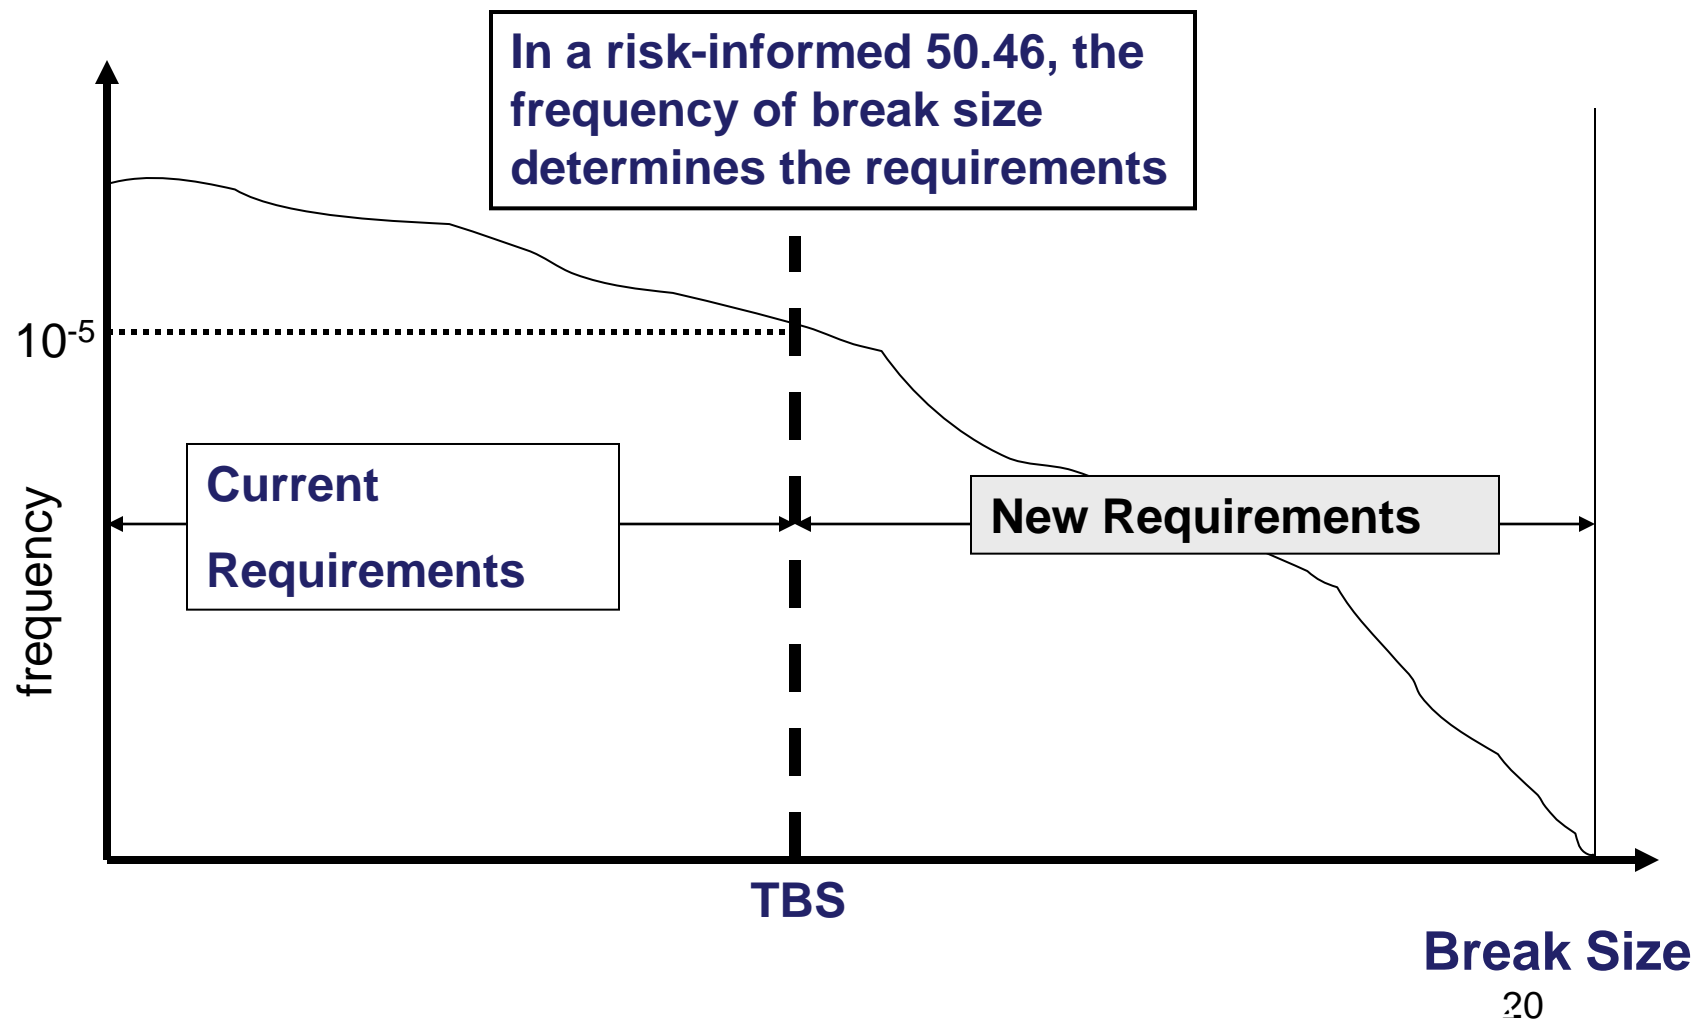 In a risk-informed 50.46, the
frequency of break size
determines the requirements
10⁻⁵
frequency
Current
Requirements
New Requirements
TBS
Break Size
20